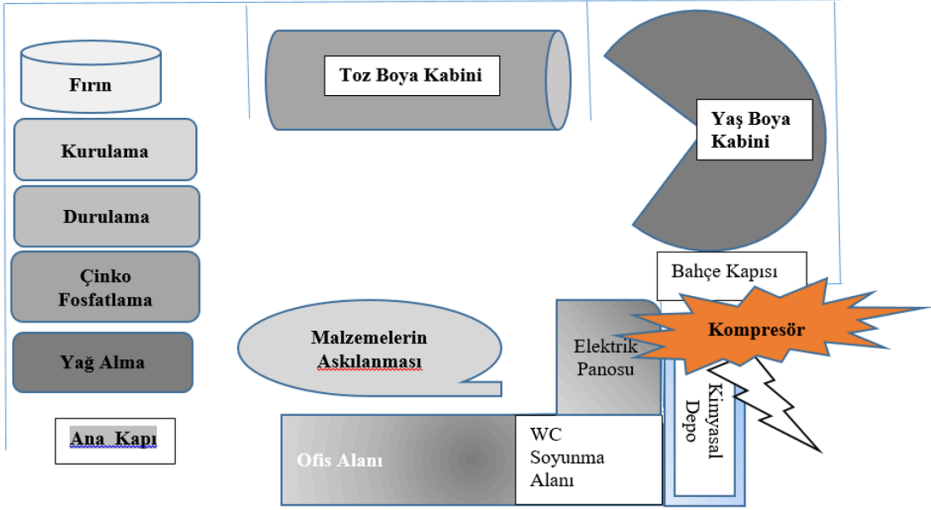 Fırın
Kurulama
Durulama
Çinko
Fosfatlama
Yağ Alma
Ana Kapı
Toz Boya Kabini
Yaş Boya
Kabini
Bahçe Kapısı
Kompresör
Malzemelerin
Askılanması
Elektrik
Panosu
Kimyasal
Depo
Ofis Alanı
WC
Soyunma
Alanı